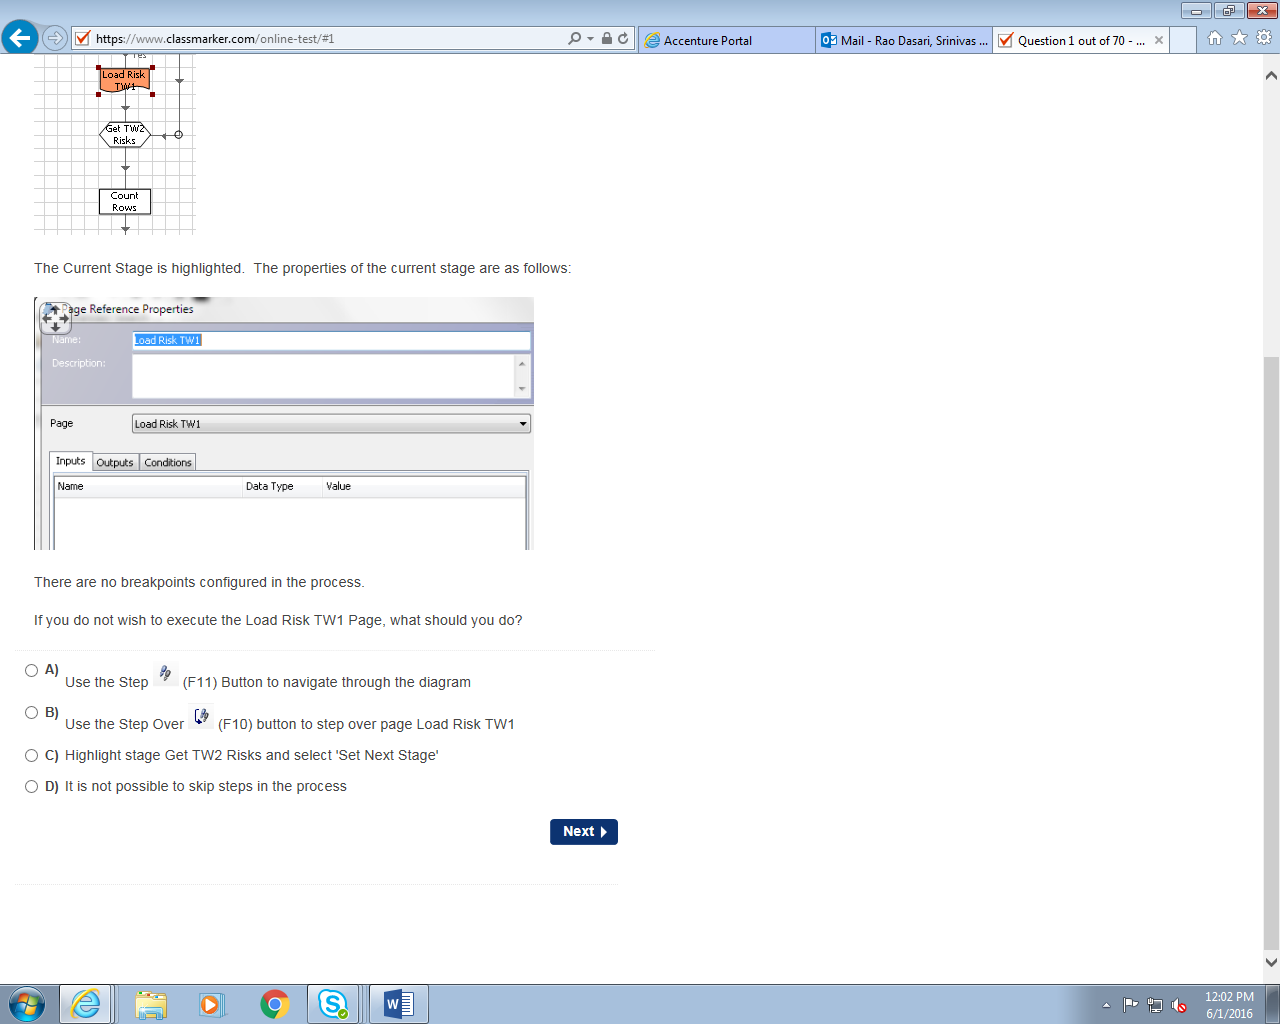 https://www.classmarker.com/online-test/#1
Accenture Portal
Mail - Rao Dasari, Srinivas ...
Question 1 out of 70 - ...
Yes
Load Risk
TW1
Get TW2
Risks
Count
Rows
The Current Stage is highlighted. The properties of the current stage are as follows:
Page Reference Properties
Name:
Load Risk TW1
Description:
Page
Load Risk TW1
Inputs
Outputs
Conditions
Name
Data Type
Value
There are no breakpoints configured in the process.
If you do not wish to execute the Load Risk TW1 Page, what should you do?
A) Use the Step (F11) Button to navigate through the diagram
B) Use the Step Over (F10) button to step over page Load Risk TW1
C) Highlight stage Get TW2 Risks and select 'Set Next Stage'
D) It is not possible to skip steps in the process
Next
12:02 PM
6/1/2016